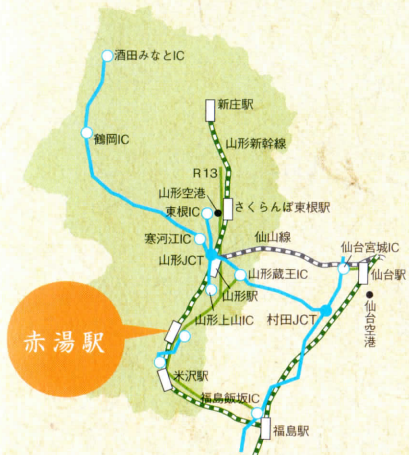 酒田みなとIC
新庄駅
鶴岡IC
山形新幹線
R13
山形空港
東根IC
さくらんぼ東根駅
寒河江IC
仙山線
仙台宮城IC
山形JCT
山形蔵王IC
仙台駅
山形駅
仙台空港
山形上山IC
村田JCT
赤湯駅
米沢駅
福島飯坂IC
福島駅